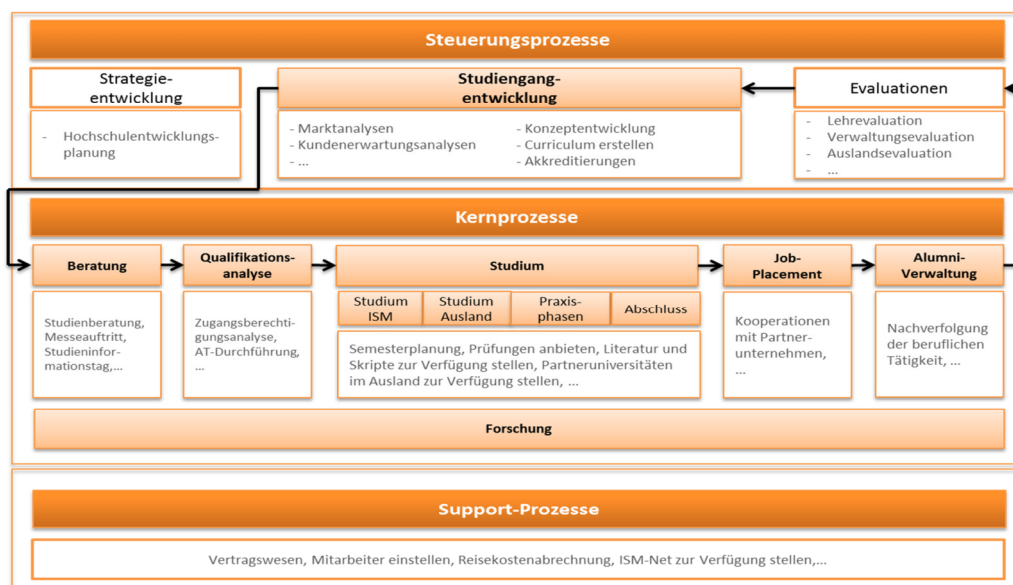 Steuerungsprozesse
Strategie-
entwicklung
- Hochschulentwicklungs-
planung
Studiengang-
entwicklung
- Marktanalysen
- Kundenerwartungsanalysen
- ...
- Konzeptentwicklung
- Curriculum erstellen
- Akkreditierungen
Evaluationen
- Lehrevaluation
- Verwaltungsevaluation
- Auslandsevaluation
- ...
Kernprozesse
Beratung
Studienberatung,
Messeauftritt,
Studieninfor-
mationstag,...
Qualifikations-
analyse
Zugangsberechti-
gungsanalyse,
AT-Durchführung,
...
Studium
Studium
ISM
Studium
Ausland
Praxis-
phasen
Abschluss
Semesterplanung, Prüfungen anbieten, Literatur und
Skripte zur Verfügung stellen, Partneruniversitäten
im Ausland zur Verfügung stellen, ...
Job-
Placement
Kooperationen
mit Partner-
unternehmen,
...
Alumni-
Verwaltung
Nachverfolgung
der beruflichen
Tätigkeit, ...
Forschung
Support-Prozesse
Vertragswesen, Mitarbeiter einstellen, Reisekostenabrechnung, ISM-Net zur Verfügung stellen,...